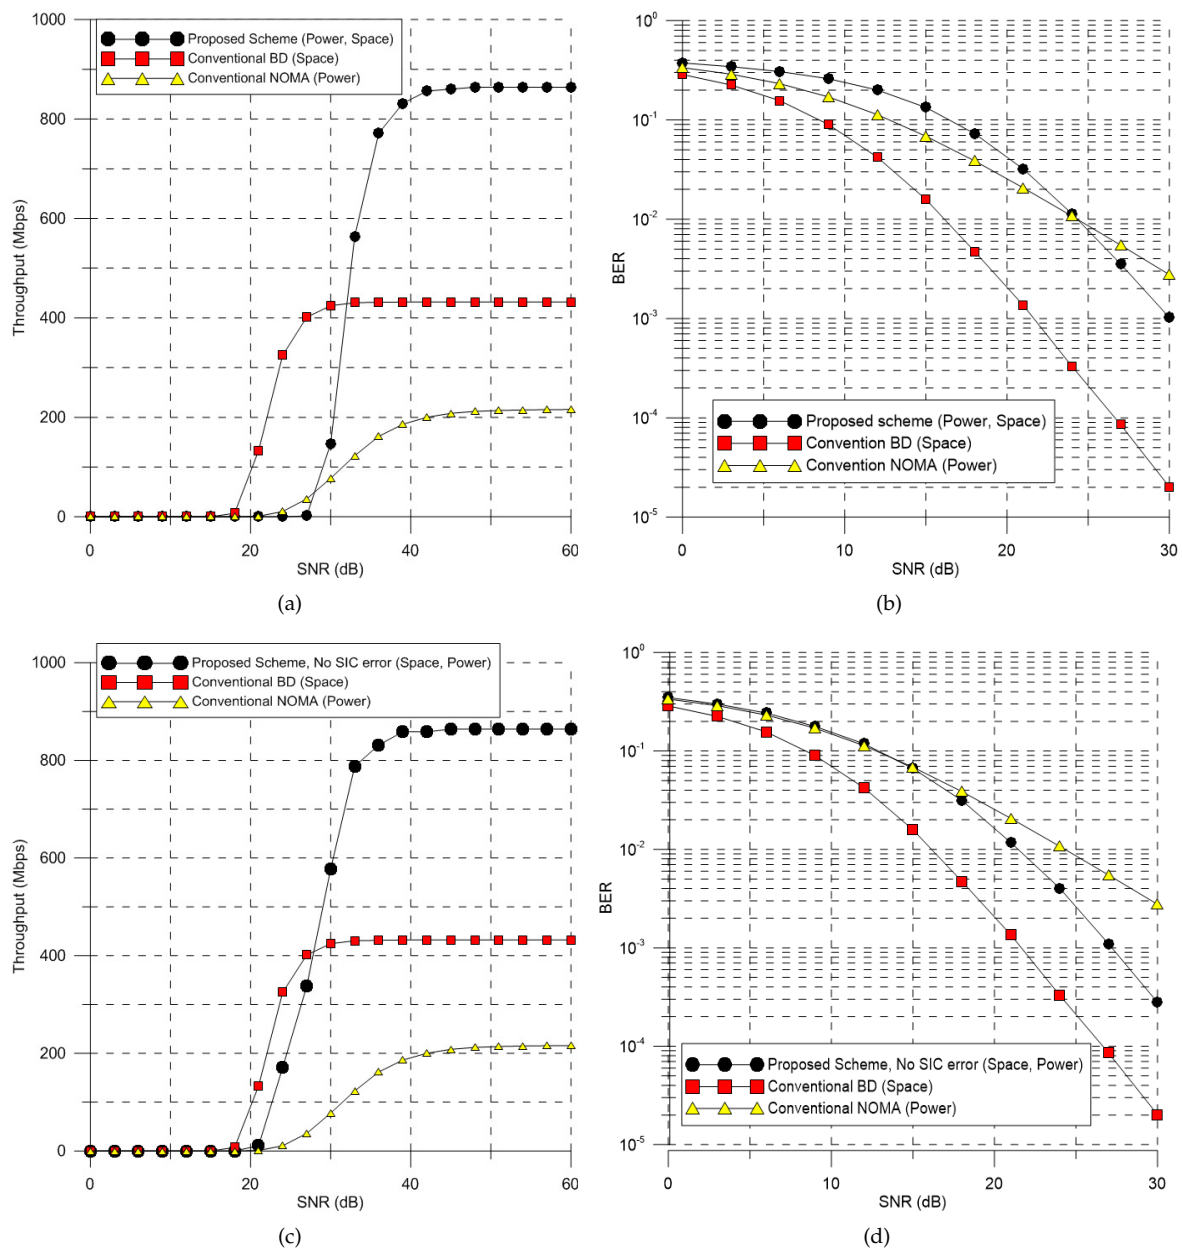 1000
800
600
400
200
0
Throughput (Mbps)
Proposed Scheme (Power, Space)
Conventional BD (Space)
Conventional NOMA (Power)
0 20 40 60
SNR (dB)
(a)
10^0
10^-1
10^-2
10^-3
10^-4
10^-5
BER
Proposed scheme (Power, Space)
Convention BD (Space)
Convention NOMA (Power)
0 10 20 30
SNR (dB)
(b)
1000
800
600
400
200
0
Throughput (Mbps)
Proposed Scheme, No SIC error (Space, Power)
Conventional BD (Space)
Conventional NOMA (Power)
0 20 40 60
SNR (dB)
(c)
10^0
10^-1
10^-2
10^-3
10^-4
10^-5
BER
Proposed Scheme, No SIC error (Space, Power)
Conventional BD (Space)
Conventional NOMA (Power)
0 10 20 30
SNR (dB)
(d)